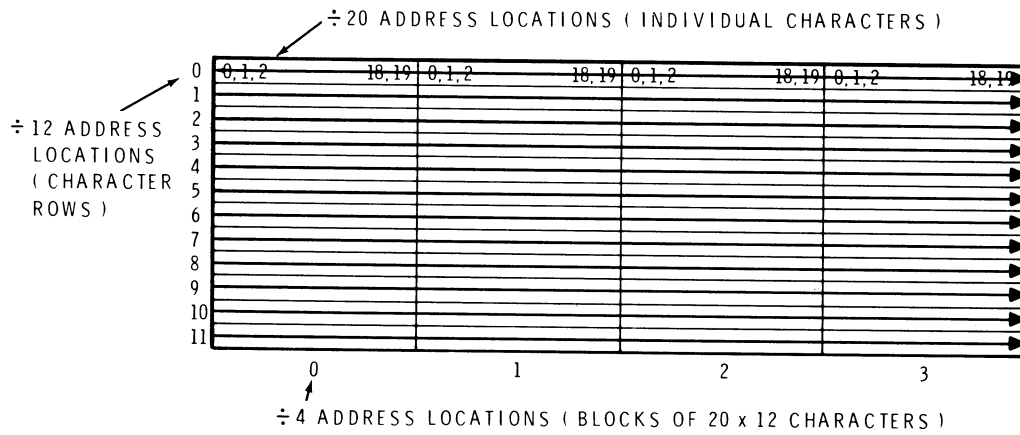 ÷20 ADDRESS LOCATIONS ( INDIVIDUAL CHARACTERS )
0 0,1,2 18,19 0,1,2 18,19 0,1,2 18,19 0,1,2 18,19
1
÷12 ADDRESS
LOCATIONS
( CHARACTER
ROWS )
2
3
4
5
6
7
8
9
10
11
0 1 2 3
÷4 ADDRESS LOCATIONS ( BLOCKS OF 20 x 12 CHARACTERS )